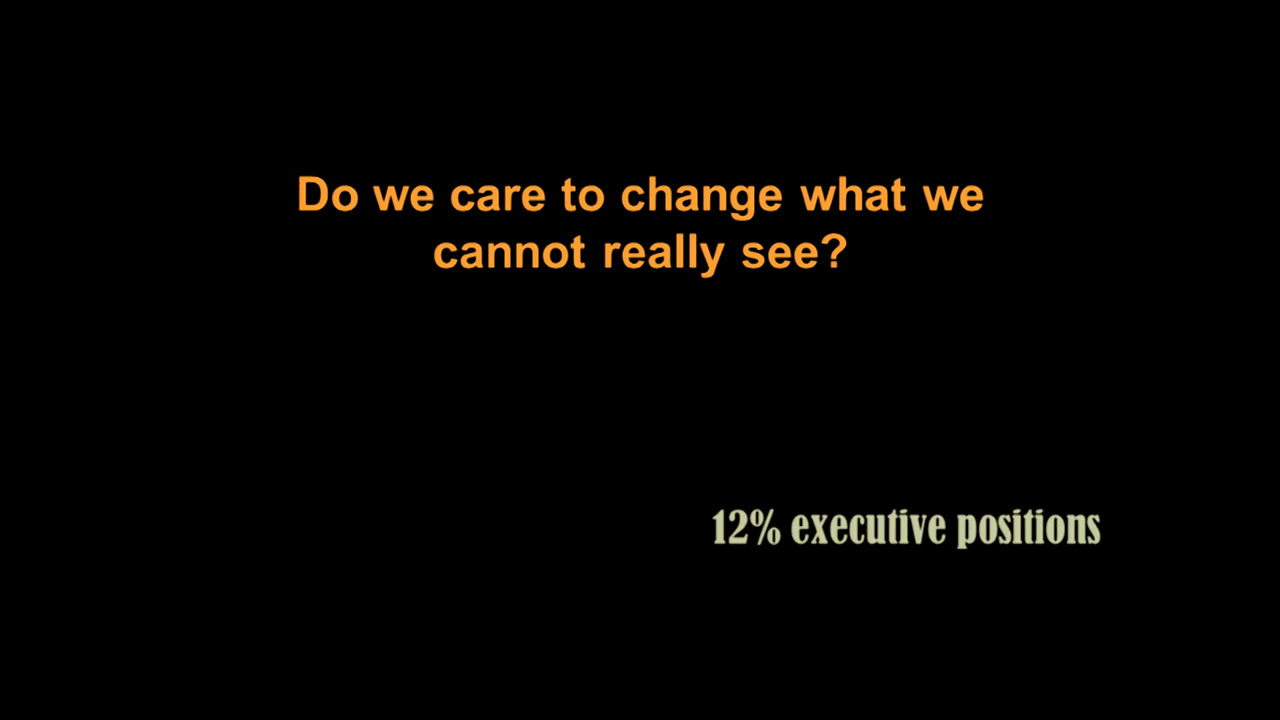 Do we care to change what we
cannot really see?
12% executive positions